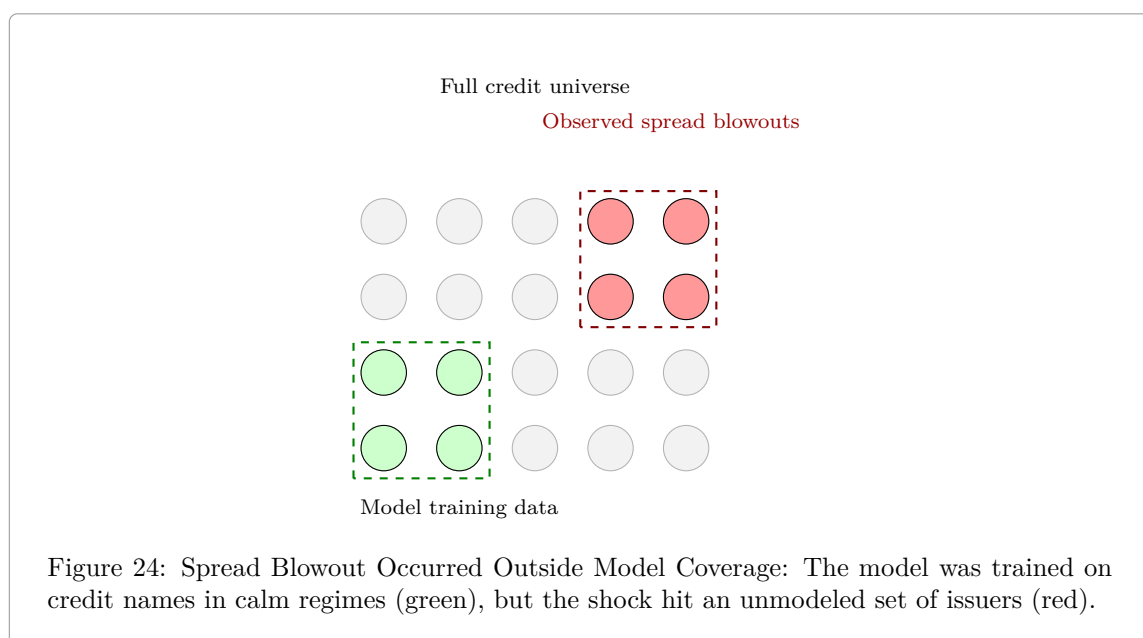 Full credit universe
Observed spread blowouts
Model training data
Figure 24: Spread Blowout Occurred Outside Model Coverage: The model was trained on
credit names in calm regimes (green), but the shock hit an unmodeled set of issuers (red).